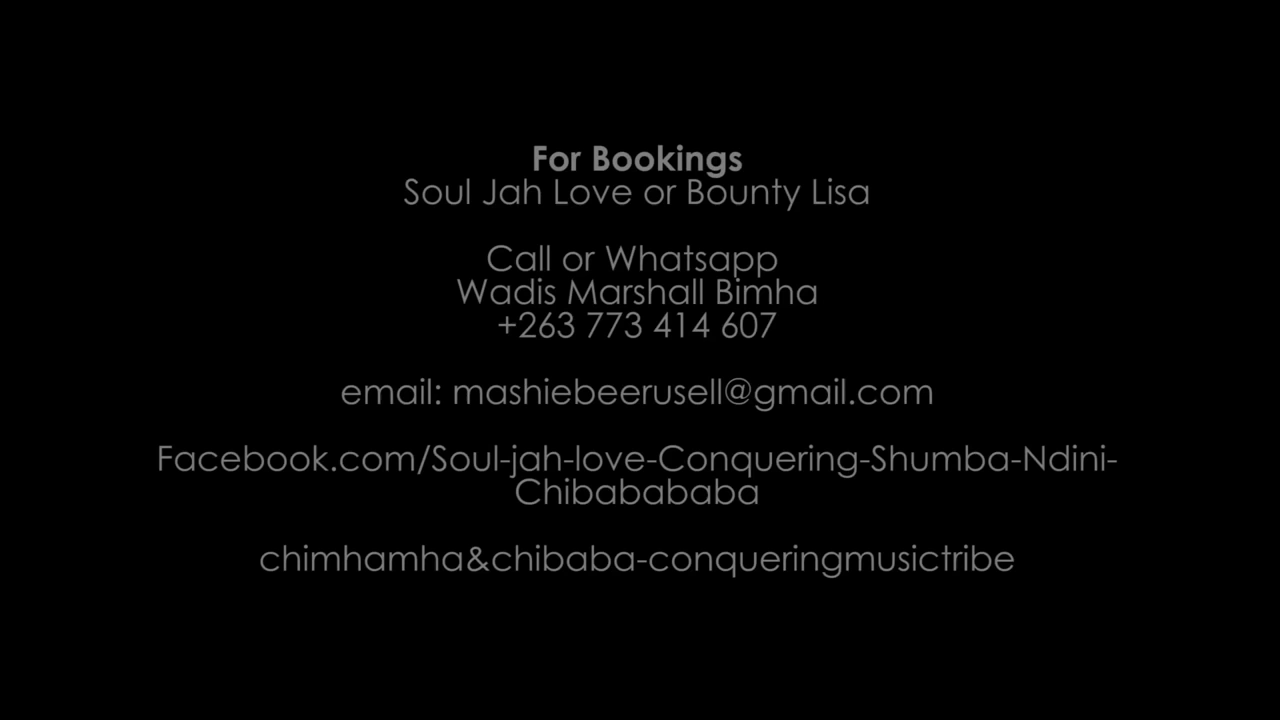 For Bookings
Soul Jah Love or Bounty Lisa
Call or Whatsapp
Wadis Marshall Bimha
+263 773 414 607
email: mashiebeerusell@gmail.com
Facebook.com/Soul-jah-love-Conquering-Shumba-Ndini-
Chibabababa
chimhamha&chibaba-conqueringmusictribe